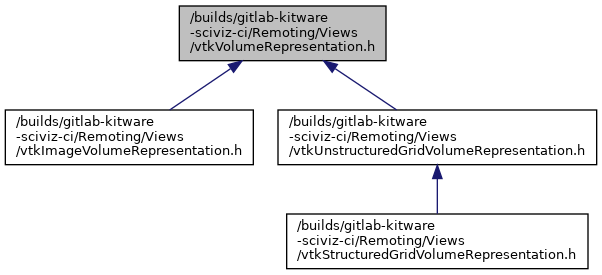 /builds/gitlab-kitware
-sciviz-ci/Remoting/Views
/vtkVolumeRepresentation.h
/builds/gitlab-kitware
-sciviz-ci/Remoting/Views
/vtkImageVolumeRepresentation.h
/builds/gitlab-kitware
-sciviz-ci/Remoting/Views
/vtkUnstructuredGridVolumeRepresentation.h
/builds/gitlab-kitware
-sciviz-ci/Remoting/Views
/vtkStructuredGridVolumeRepresentation.h